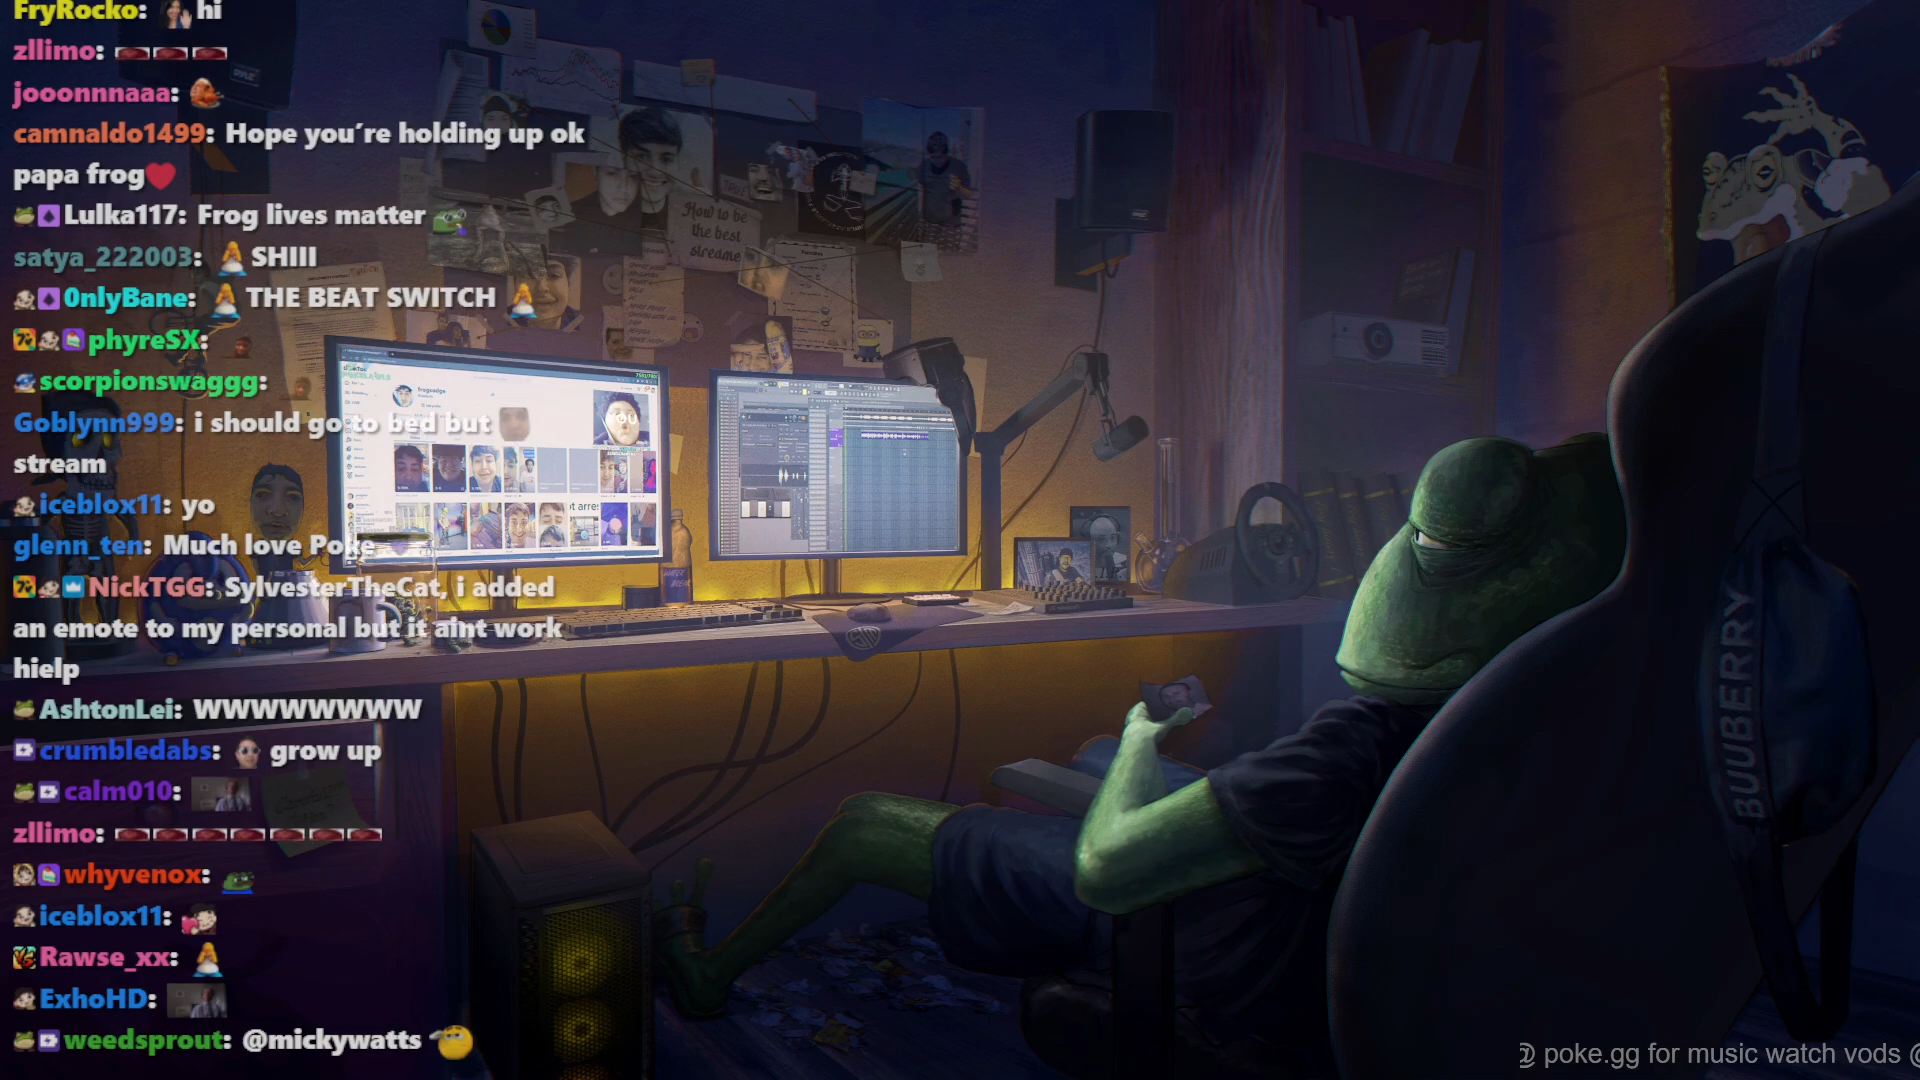 FryRocko: hi
zllimo:
jooonnnaaa:
camnaldo1499: Hope you're holding up ok
papa frog
Lulka117: Frog lives matter
satya_222003: SHIII
0nlyBane: THE BEAT SWITCH
phyreSX:
scorpionswaggg:
Goblynn999: i should go to bed but
stream
iceblox11: yo
glenn_ten: Much love Poke
NickTGG: SylvesterTheCat, i added
an emote to my personal but it aint work
hielp
AshtonLei: WWWWWWWWW
crumbledabs: grow up
calm010:
zllimo:
whyvenox:
iceblox11:
Rawse_xx:
ExhoHD:
weedsprout: @mickywatts
How to be
the best
streamer
PYLE
BUUBERRY
poke.gg for music watch vods @